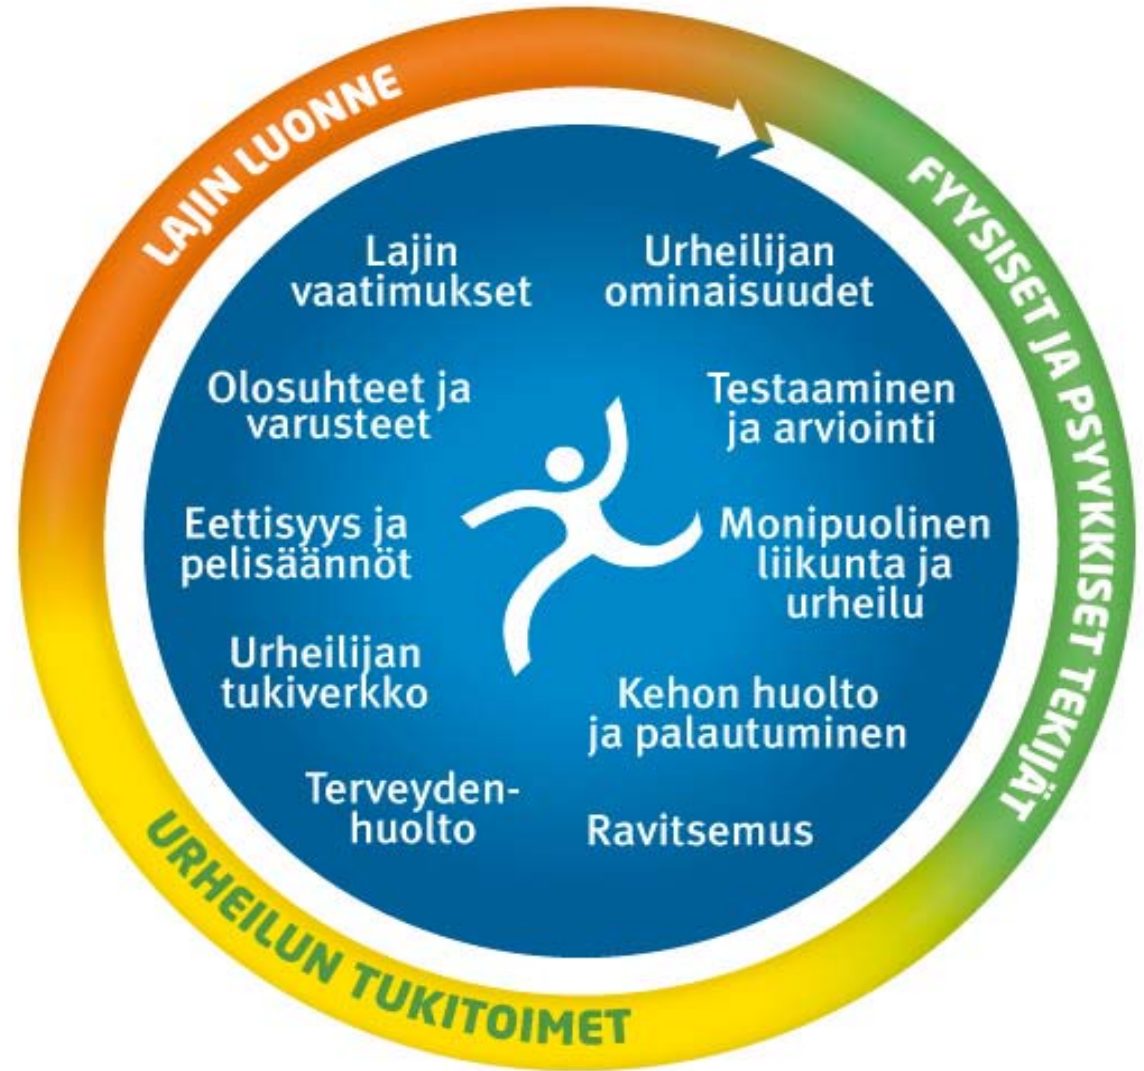 LAJIN LUONNE
FYYSISET JA PSYYKKISET TEKIJÄT
URHEILUN TUKITOIMET
Lajin
vaatimukset
Urheilijan
ominaisuudet
Olosuhteet ja
varusteet
Testaaminen
ja arviointi
Eettisyys ja
pelisäännöt
Monipuolinen
liikunta ja
urheilu
Urheilijan
tukiverkko
Kehon huolto
ja palautuminen
Terveyden-
huolto
Ravitsemus